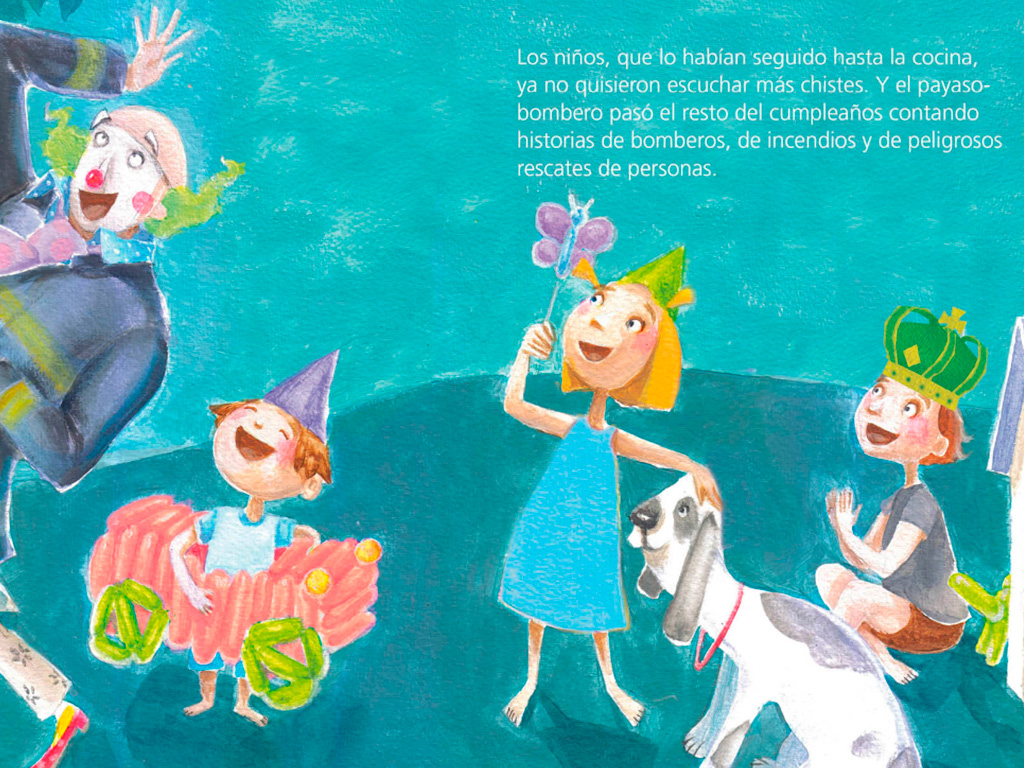 Los niños, que lo habían seguido hasta la cocina,
ya no quisieron escuchar más chistes. Y el payaso-
bombero pasó el resto del cumpleaños contando
historias de bomberos, de incendios y de peligrosos
rescates de personas.